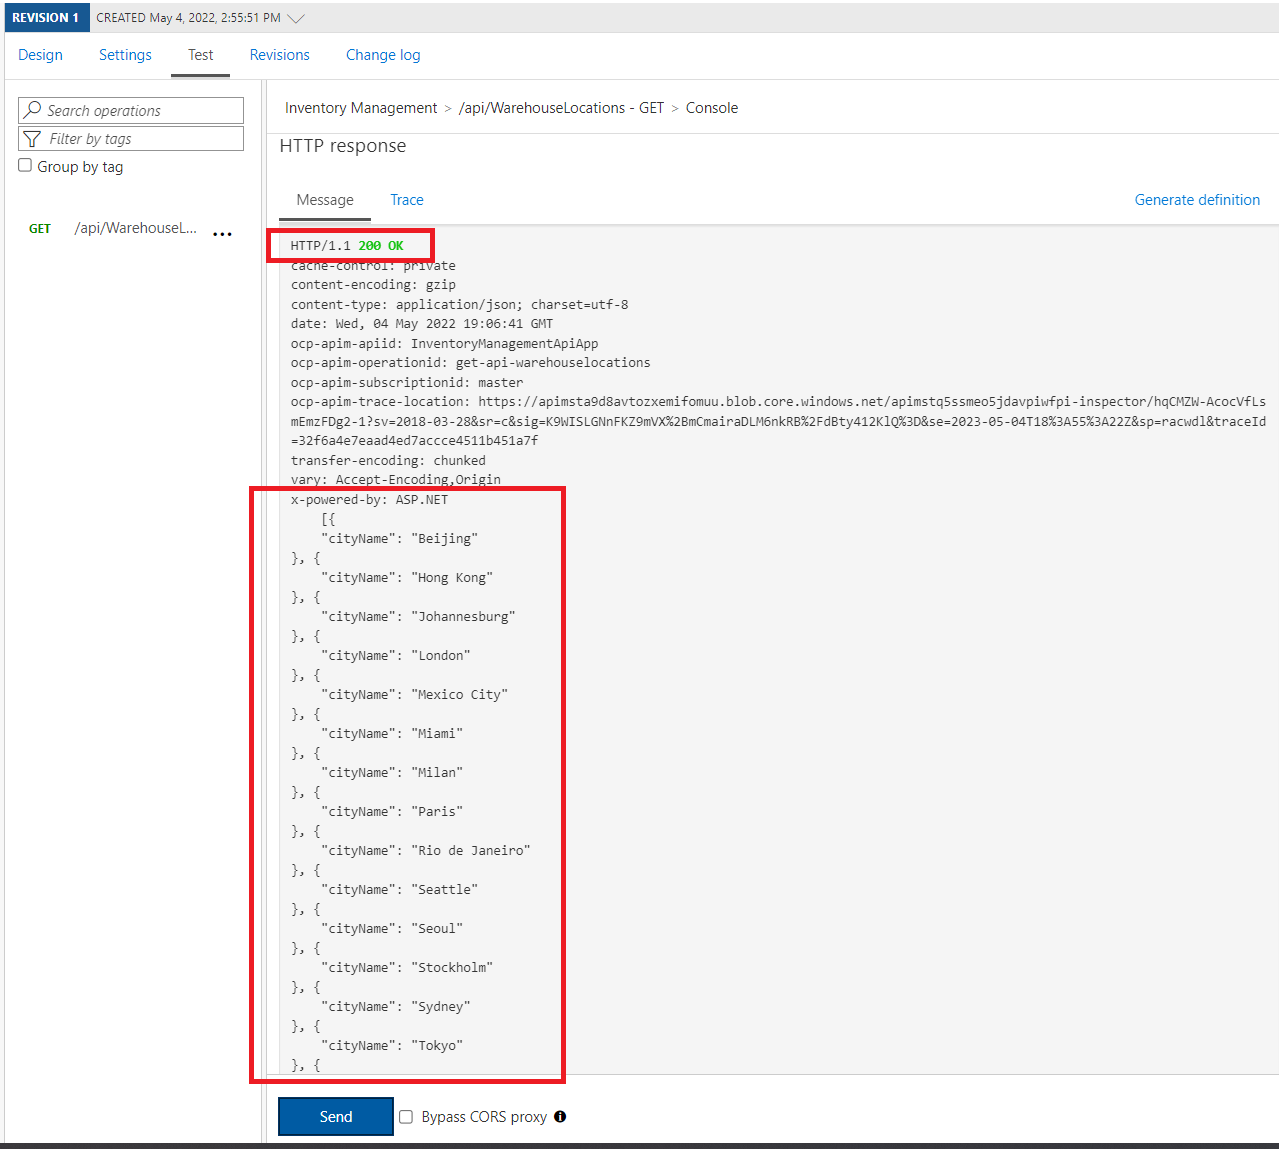 REVISION 1 CREATED May 4, 2022, 2:55:51 PM
Design Settings Test Revisions Change log
Search operations
Filter by tags
Group by tag
GET /api/WarehouseL... ...
Inventory Management > /api/WarehouseLocations - GET > Console
HTTP response
Message Trace Generate definition
HTTP/1.1 200 OK
cache-control: private
content-encoding: gzip
content-type: application/json; charset=utf-8
date: Wed, 04 May 2022 19:06:41 GMT
ocp-apim-apiid: InventoryManagementApiApp
ocp-apim-operationid: get-api-warehouselocations
ocp-apim-subscriptionid: master
ocp-apim-trace-location: https://apimsta9d8avtozxemifomuu.blob.core.windows.net/apimstq5ssmeo5jdavpiwfpi-inspector/hqCMZW-AcocVfLs
mEmzFDg2-1?sv=2018-03-28&sr=c&sig=K9WISLGNnFKZ9mVX%2BmCmairaDLM6nkRB%2FdBty412KlQ%3D&se=2023-05-04T18%3A55%3A22Z&sp=racwdl&traceId
=32f6a4e7eaad4ed7accce4511b451a7f
transfer-encoding: chunked
vary: Accept-Encoding,Origin
x-powered-by: ASP.NET
[{
"cityName": "Beijing"
}, {
"cityName": "Hong Kong"
}, {
"cityName": "Johannesburg"
}, {
"cityName": "London"
}, {
"cityName": "Mexico City"
}, {
"cityName": "Miami"
}, {
"cityName": "Milan"
}, {
"cityName": "Paris"
}, {
"cityName": "Rio de Janeiro"
}, {
"cityName": "Seattle"
}, {
"cityName": "Seoul"
}, {
"cityName": "Stockholm"
}, {
"cityName": "Sydney"
}, {
"cityName": "Tokyo"
}, {
Send Bypass CORS proxy